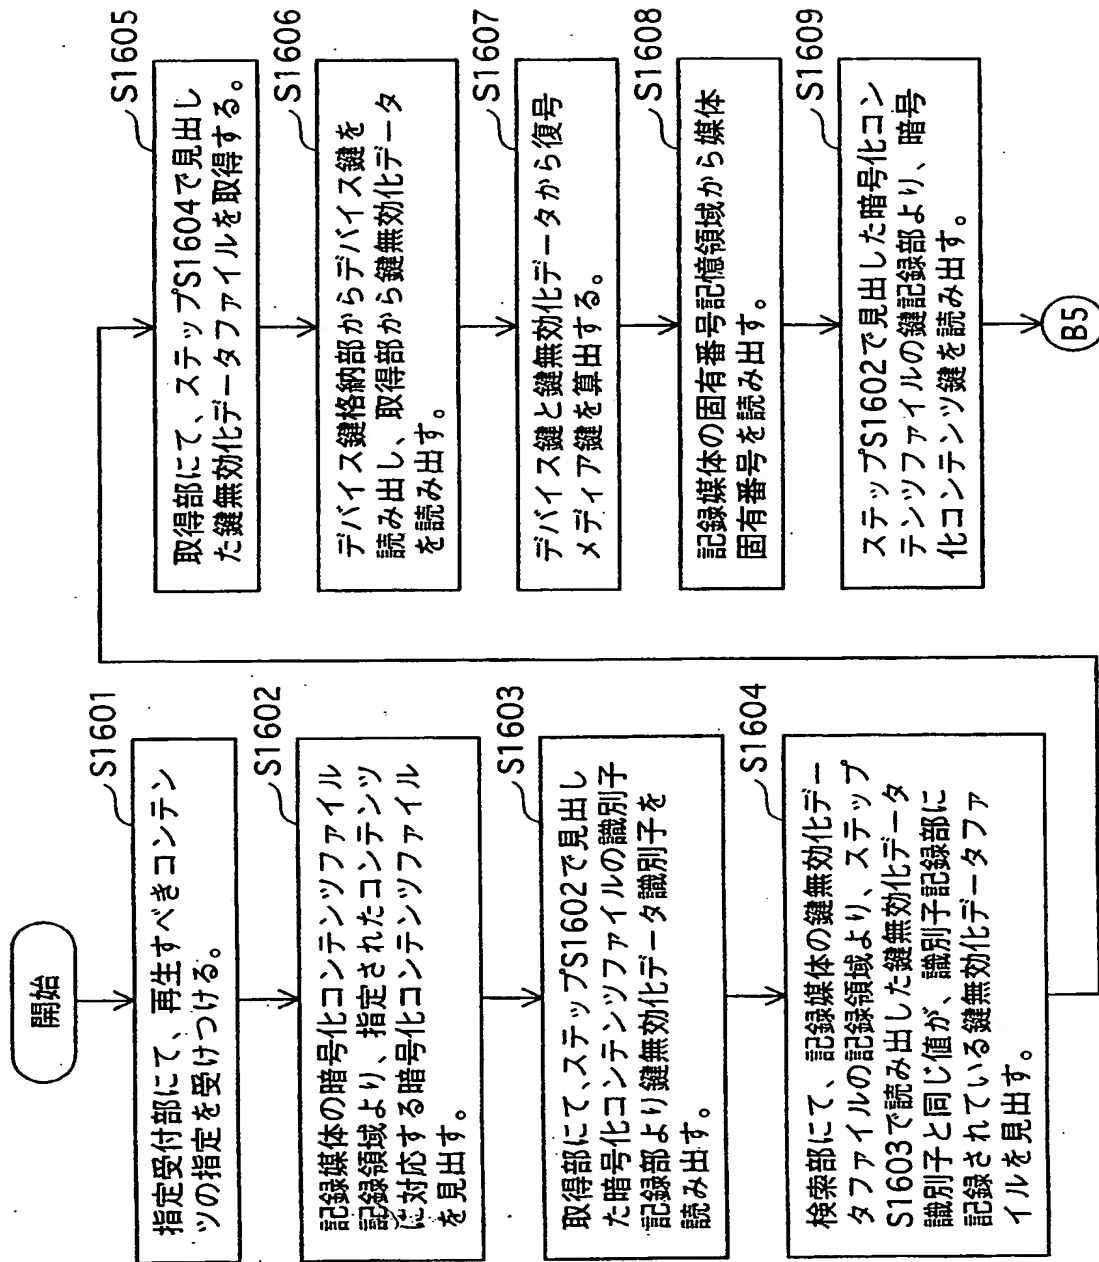 開始
S1601
指定受付部にて、再生すべきコンテン
ツの指定を受けつける。
S1602
記録媒体の暗号化コンテンツファイル
記録領域より、指定されたコンテンツ
に対応する暗号化コンテンツファイル
を見出す。
S1603
取得部にて、ステップS1602で見出し
た暗号化コンテンツファイルの識別子
記録部より鍵無効化データ識別子を
読み出す。
S1604
検索部にて、記録媒体の鍵無効化デー
タファイルの記録領域より、ステップ
S1603で読み出した鍵無効化データ
識別子と同じ値が、識別子記録部に
記録されている鍵無効化データファ
イルを見出す。
S1605
取得部にて、ステップS1604で見出し
た鍵無効化データファイルを取得する。
S1606
デバイス鍵格納部からデバイス鍵を
読み出し、取得部から鍵無効化データ
を読み出す。
S1607
デバイス鍵と鍵無効化データから復号
メディア鍵を算出する。
S1608
記録媒体の固有番号記憶領域から媒体
固有番号を読み出す。
S1609
ステップS1602で見出した暗号化コン
テンツファイルの鍵記録部より、暗号
化コンテンツ鍵を読み出す。
B5